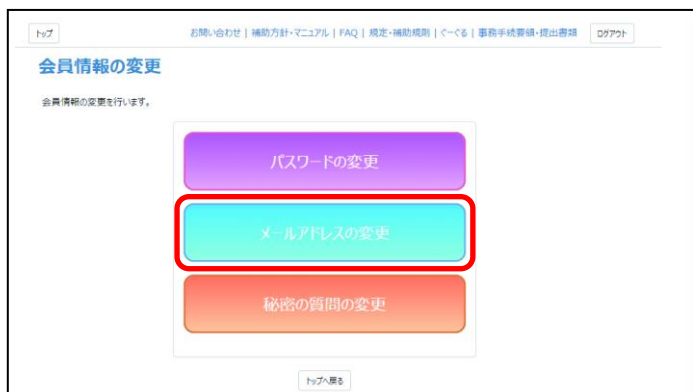 トップ
お問い合わせ | 補助方針・マニュアル | FAQ | 規定・補助規則 | ぐーぐる | 事務手続要領・提出書類
ログアウト
会員情報の変更
会員情報の変更を行います。
パスワードの変更
メールアドレスの変更
秘密の質問の変更
トップへ戻る